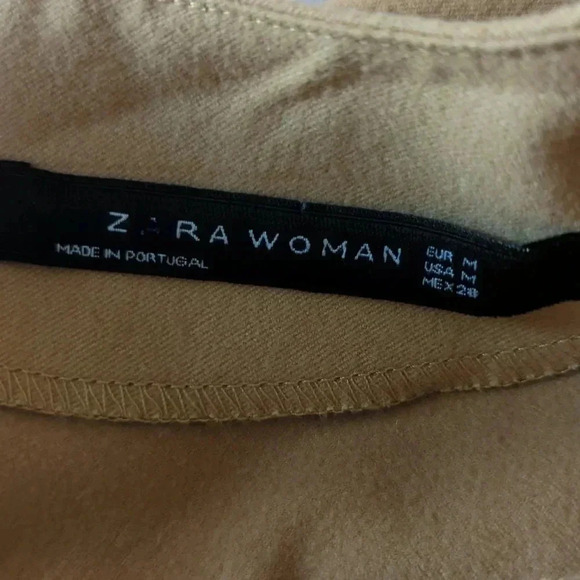 ZARA WOMAN
MADE IN PORTUGAL
EUR M
USA M
MEX 28